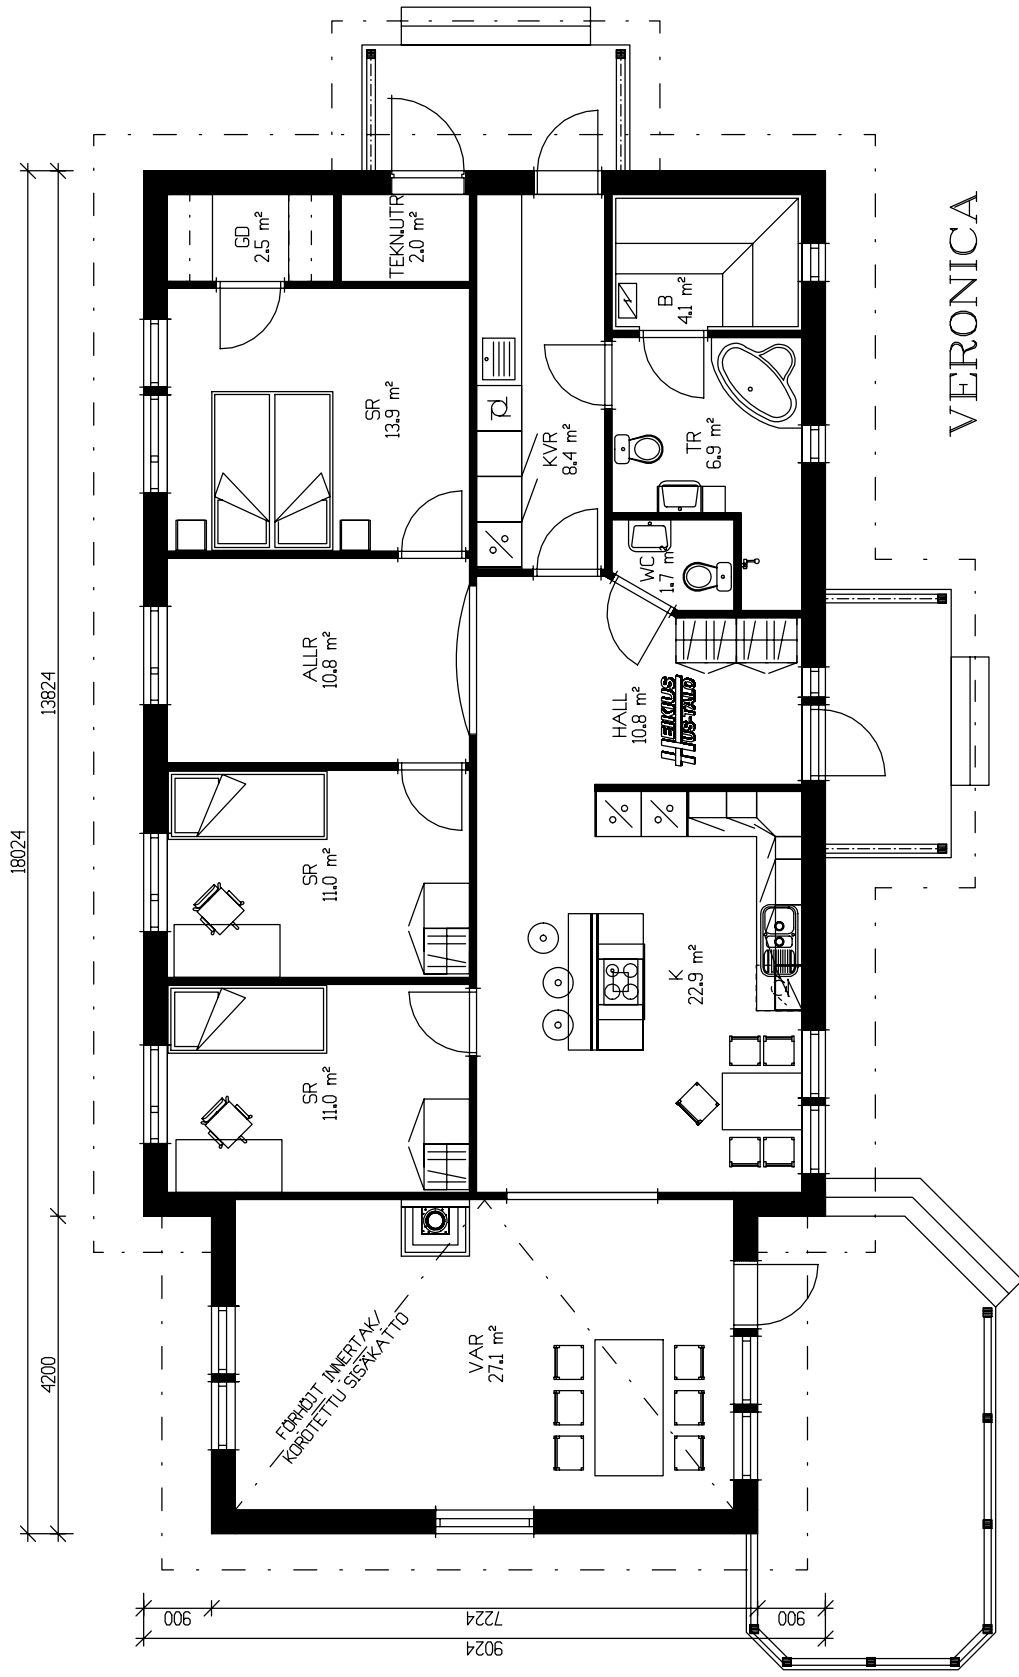 GD
2.5 m²
TEKN.UTR
2.0 m²
SR
13.9 m²
B
4.1 m²
KVR
8.4 m²
TR
6.9 m²
WC
1.7 m²
ALLR
10.8 m²
HALL
10.8 m²
HEIKIUS
HUS-TALO
SR
11.0 m²
K
22.9 m²
SR
11.0 m²
VAR
27.1 m²
FÖRHÖJT INNERTAK/
KOROTETTU SISÄKATTO
VERONICA
13824
18024
4200
900
7224
900
9024